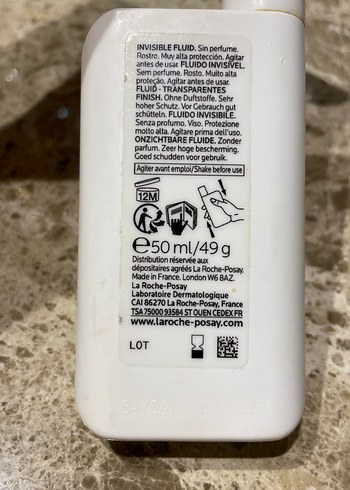 INVISIBLE FLUID. Sin perfume.
Rostro. Muy alta protección. Agitar
antes de usar. FLUIDO INVISÍVEL.
Sem perfume. Rosto. Muito alta
proteção. Agitar antes de usar.
FLUID - TRANSPARENTES
FINISH. Ohne Duftstoffe. Sehr
hoher Schutz. Vor Gebrauch gut
schütteln. FLUIDO INVISIBILE.
Senza profumo. Viso. Protezione
molto alta. Agitare prima dell'uso.
ONZICHTBARE FLUIDE. Zonder
parfum. Zeer hoge bescherming.
Goed schudden voor gebruik.
Agiter avant emploi/Shake before use
12M
℮50 ml/49 g
Distribution réservée aux
dépositaires agréés La Roche-Posay.
Made in France. London W6 8AZ.
La Roche-Posay
Laboratoire Dermatologique
CAI 86270 La Roche-Posay, France
TSA 75000 93584 ST OUEN CEDEX FR
www.laroche-posay.com
LOT